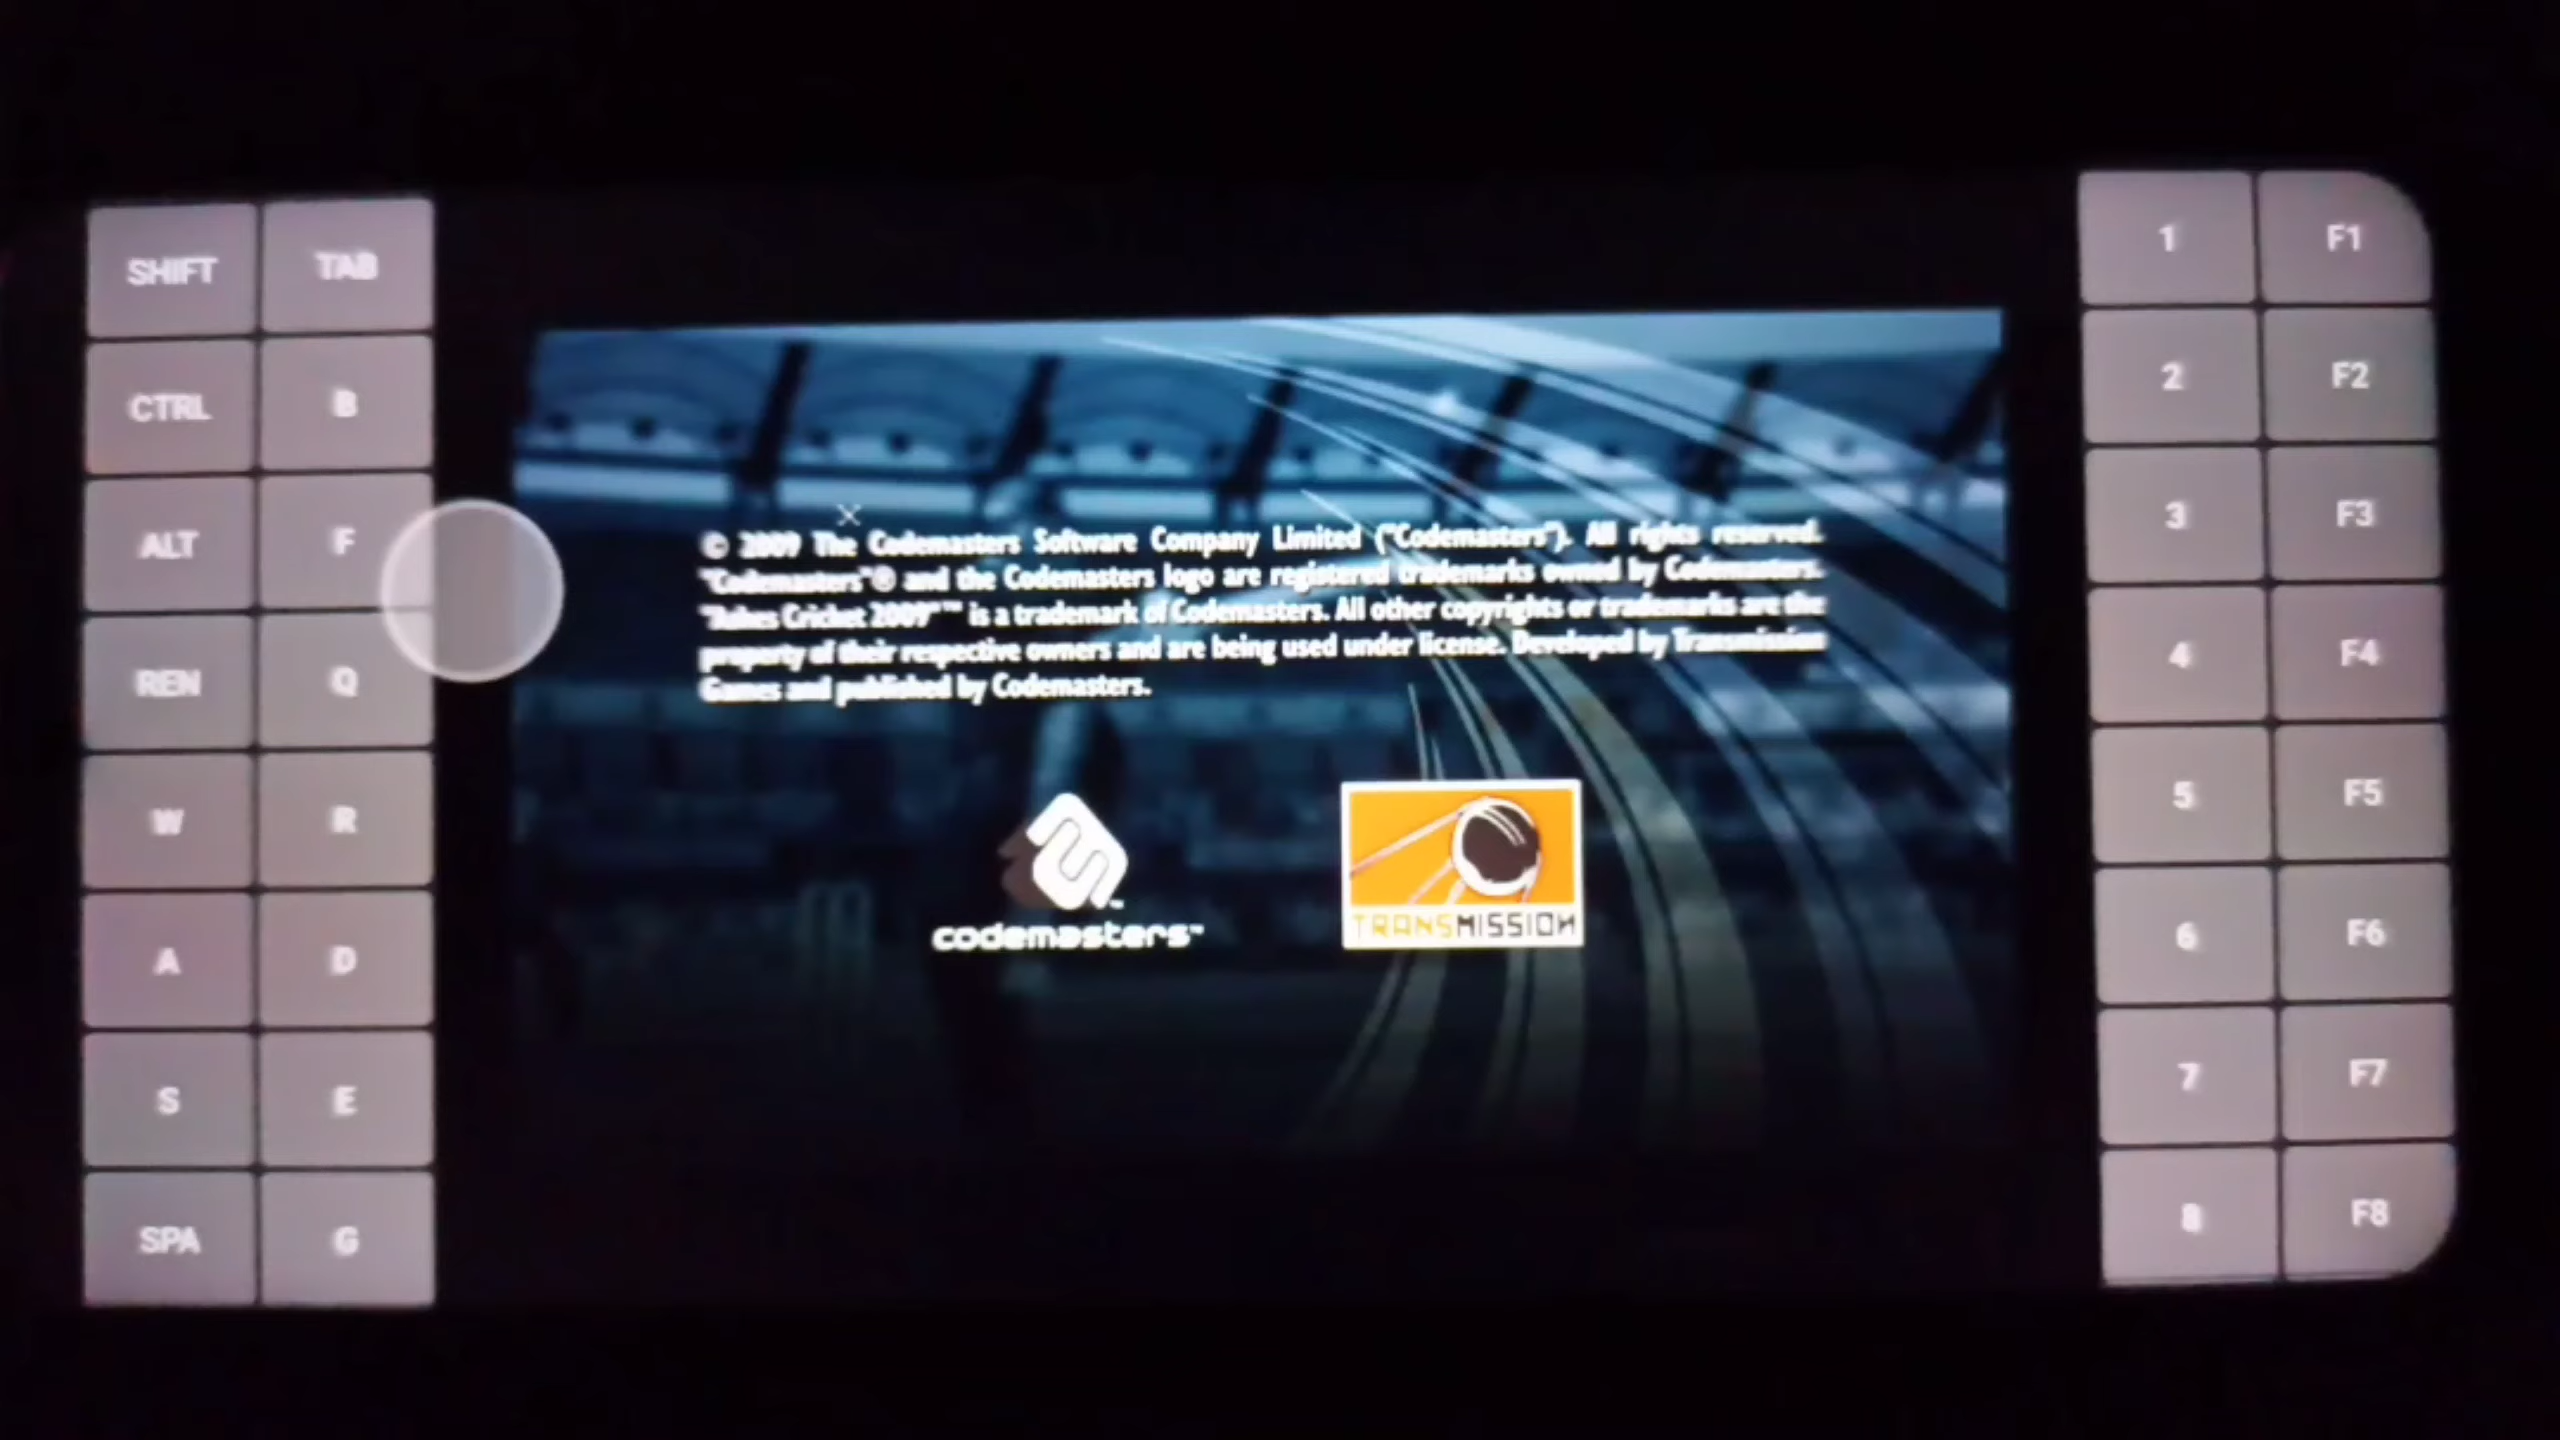 SHIFT TAB
CTRL B
ALT F
REN Q
W R
A D
S E
SPA G
© 2009 The Codemasters Software Company Limited ("Codemasters"). All rights reserved.
"Codemasters"® and the Codemasters logo are registered trademarks owned by Codemasters.
"Ashes Cricket 2009"™ is a trademark of Codemasters. All other copyrights or trademarks are the
property of their respective owners and are being used under license. Developed by Transmission
Games and published by Codemasters.
codemasters™
TRANSMISSION
1 F1
2 F2
3 F3
4 F4
5 F5
6 F6
7 F7
8 F8